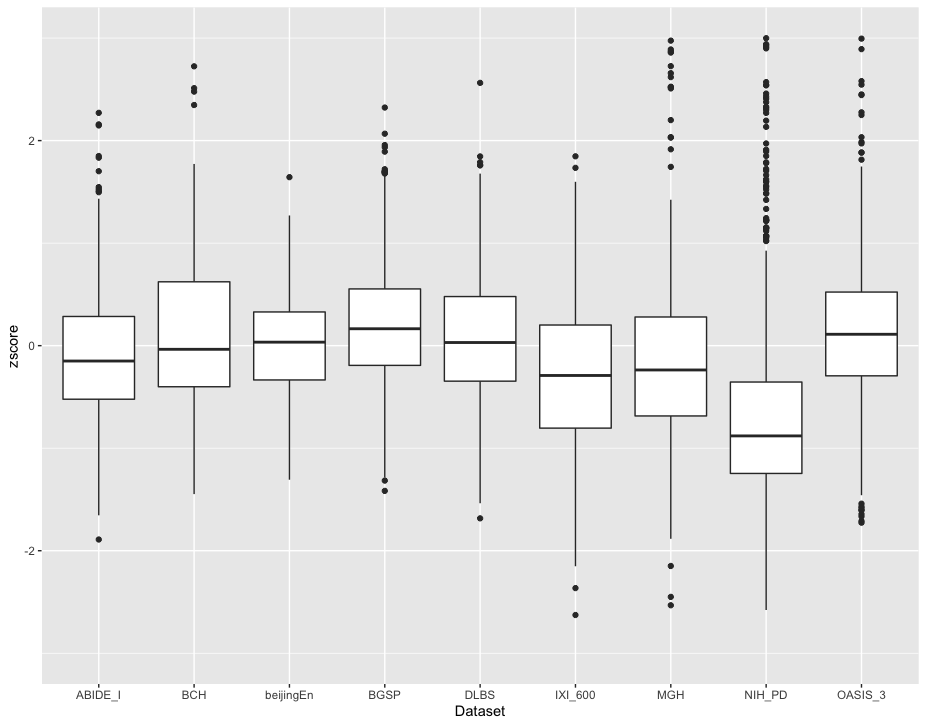 zscore
2
0
-2
ABIDE_I BCH beijingEn BGSP DLBS IXI_600 MGH NIH_PD OASIS_3
Dataset